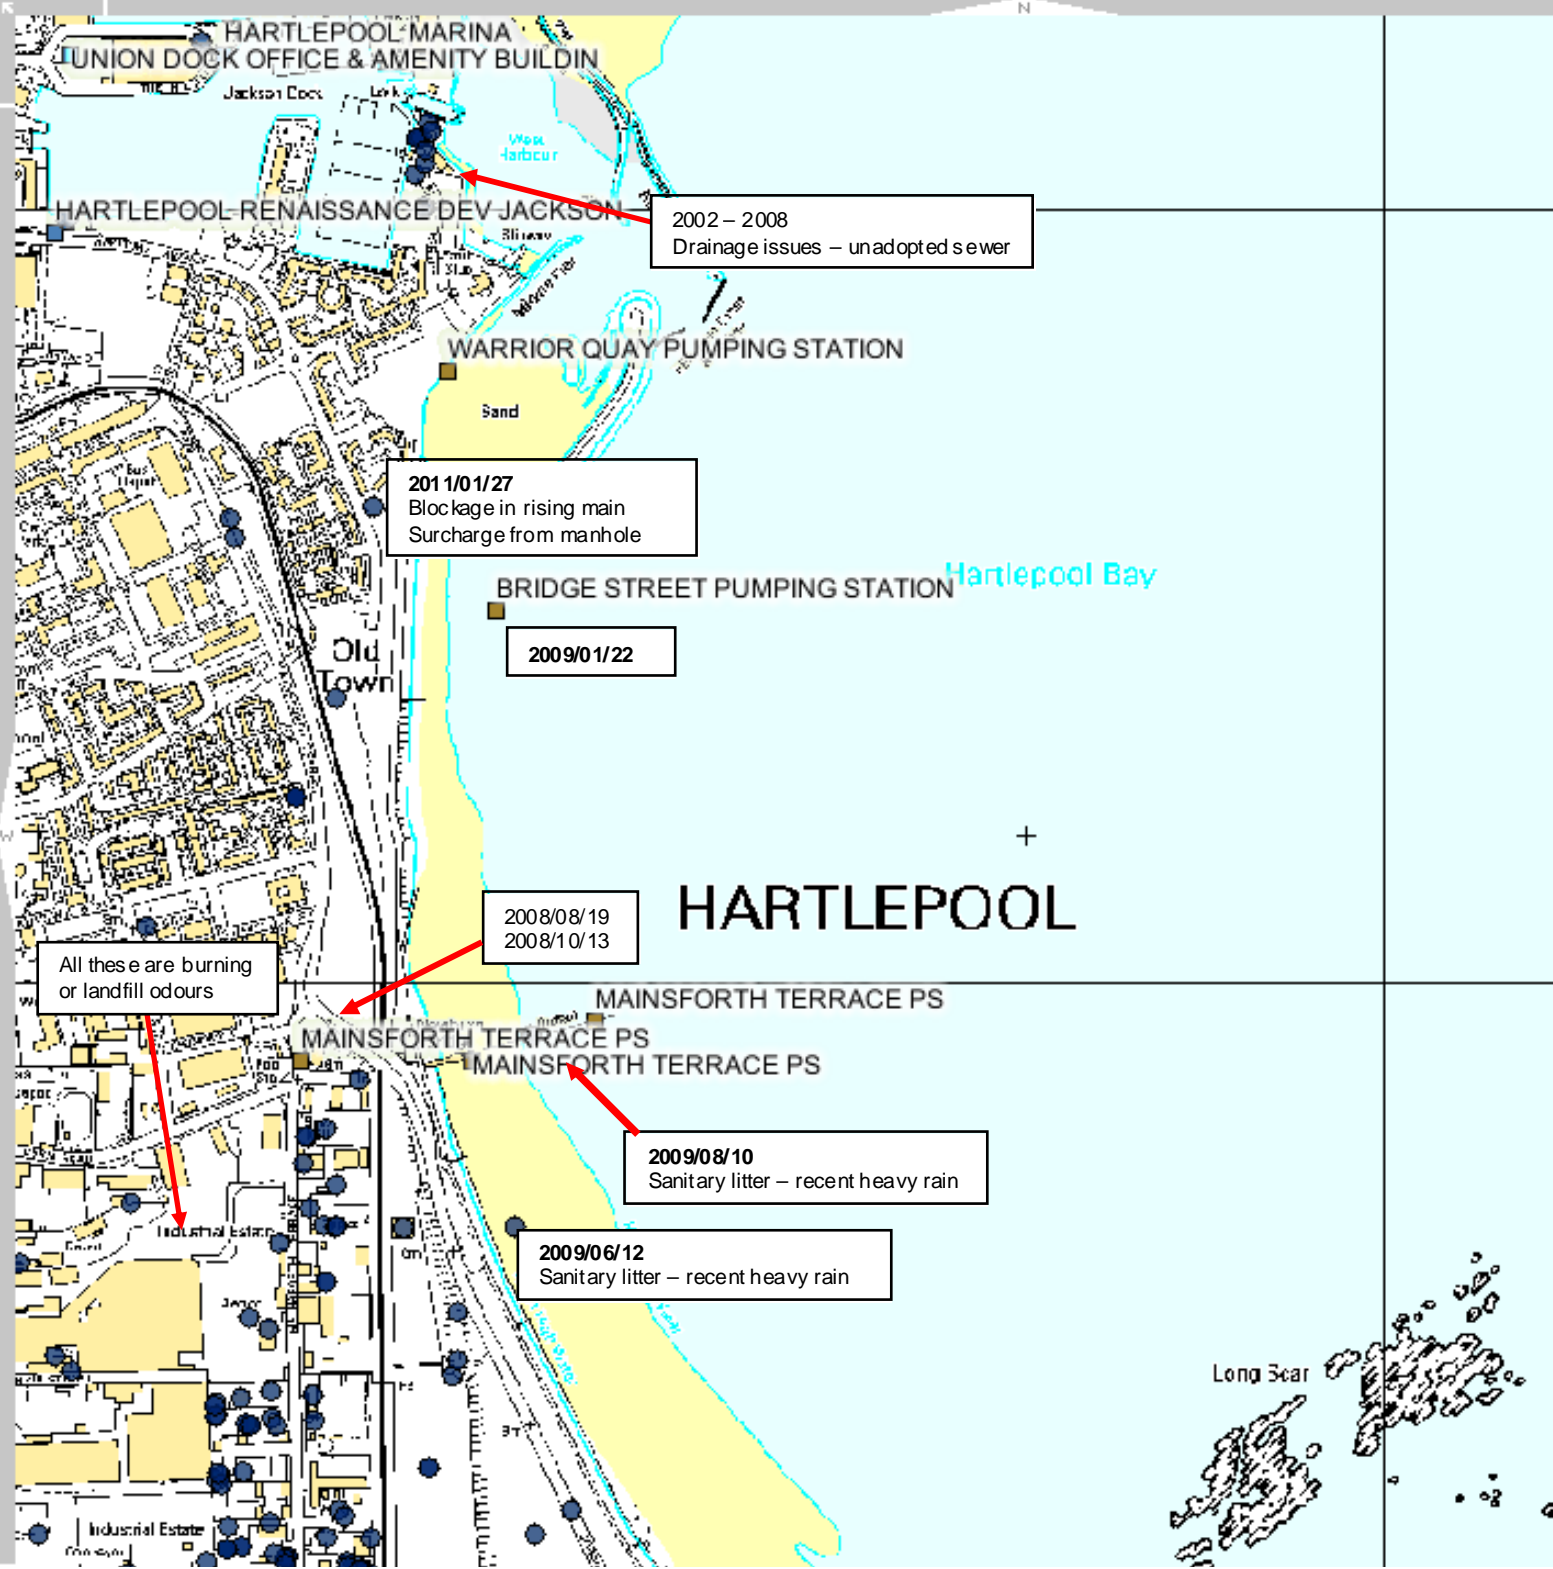 N
HARTLEPOOL MARINA
UNION DOCK OFFICE & AMENITY BUILDIN
Jackson Dock
Lock
West
Harbour
HARTLEPOOL RENAISSANCE DEV JACKSON
2002 – 2008
Drainage issues – unadopted sewer
Middle Pier
WARRIOR QUAY PUMPING STATION
Sand
2011/01/27
Blockage in rising main
Surcharge from manhole
BRIDGE STREET PUMPING STATION
Hartlepool Bay
2009/01/22
Old
Town
W
HARTLEPOOL
2008/08/19
2008/10/13
All these are burning
or landfill odours
MAINSFORTH TERRACE PS
MAINSFORTH TERRACE PS
MAINSFORTH TERRACE PS
2009/08/10
Sanitary litter – recent heavy rain
Industrial Estate
2009/06/12
Sanitary litter – recent heavy rain
Long Scar
Industrial Estate